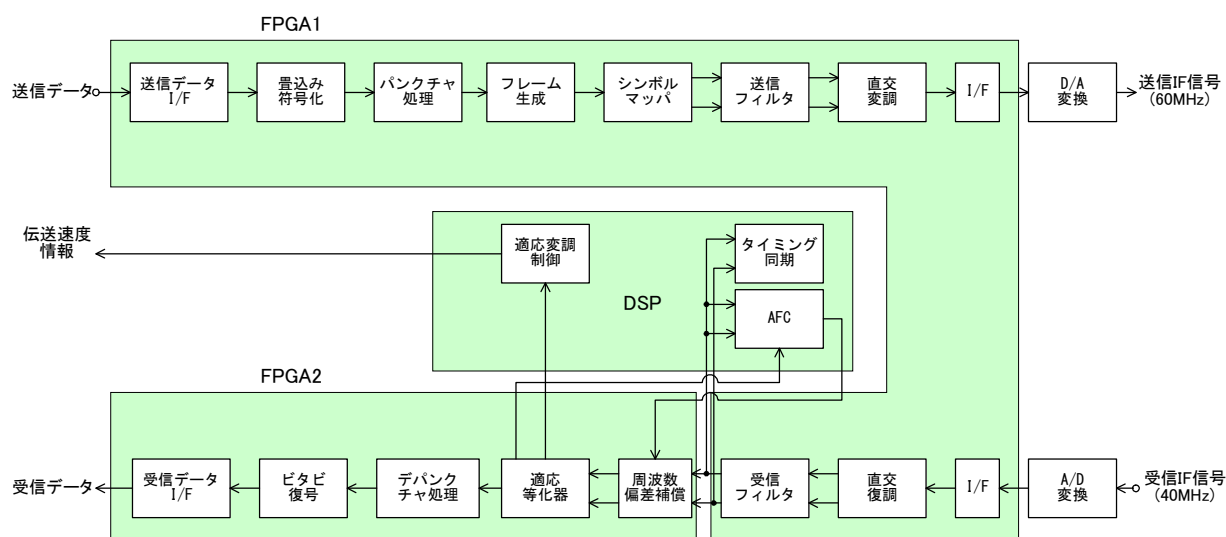 FPGA1
送信データ
送信データ
I/F
畳込み
符号化
パンクチャ
処理
フレーム
生成
シンボル
マッパ
送信
フィルタ
直交
変調
I/F
D/A
変換
送信IF信号
(60MHz)
伝送速度
情報
適応変調
制御
タイミング
同期
DSP
AFC
FPGA2
受信データ
受信データ
I/F
ビタビ
復号
デパンク
チャ処理
適応
等化器
周波数
偏差補償
受信
フィルタ
直交
復調
I/F
A/D
変換
受信IF信号
(40MHz)